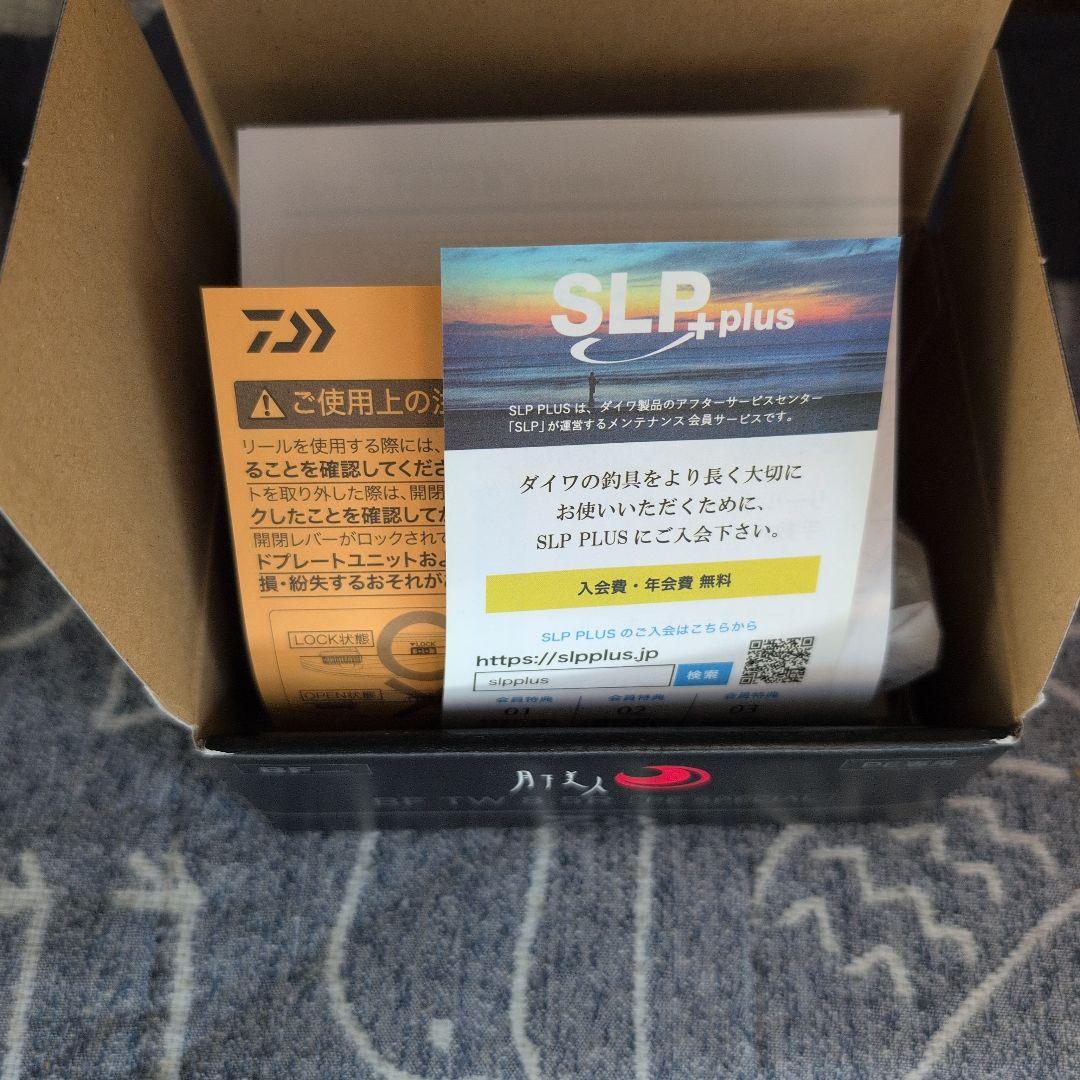 ご使用上の
リールを使用する際には、
ることを確認してくださ
トを取り外した際は、開閉
クしたことを確認して
開閉レバーがロックされて
ドプレートユニットおよ
損・紛失するおそれが
LOCK状態
LOCK
OPEN状態
SLP+plus
SLP PLUS は、ダイワ製品のアフターサービスセンター
「SLP」が運営するメンテナンス会員サービスです。
ダイワの釣具をより長く大切に
お使いいただくために、
SLP PLUS にご入会下さい。
入会費・年会費 無料
SLP PLUS のご入会はこちらから
https://slpplus.jp
slpplus
検索
会員特典 会員特典 会員特典
01 02 03
月下美人
BF TW